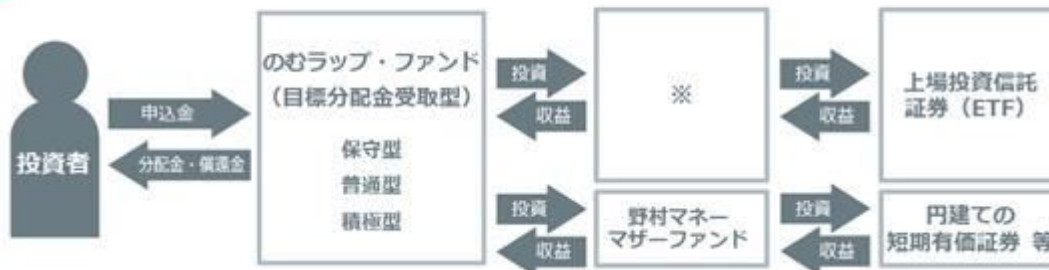 のむラップ・ファンド
(目標分配金受取型)
保守型
普通型
積極型
投資者
申込金
分配金・償還金
投資
収益
※
投資
収益
上場投資信託
証券(ETF)
投資
収益
野村マネー
マザーファンド
投資
収益
円建ての
短期有価証券 等